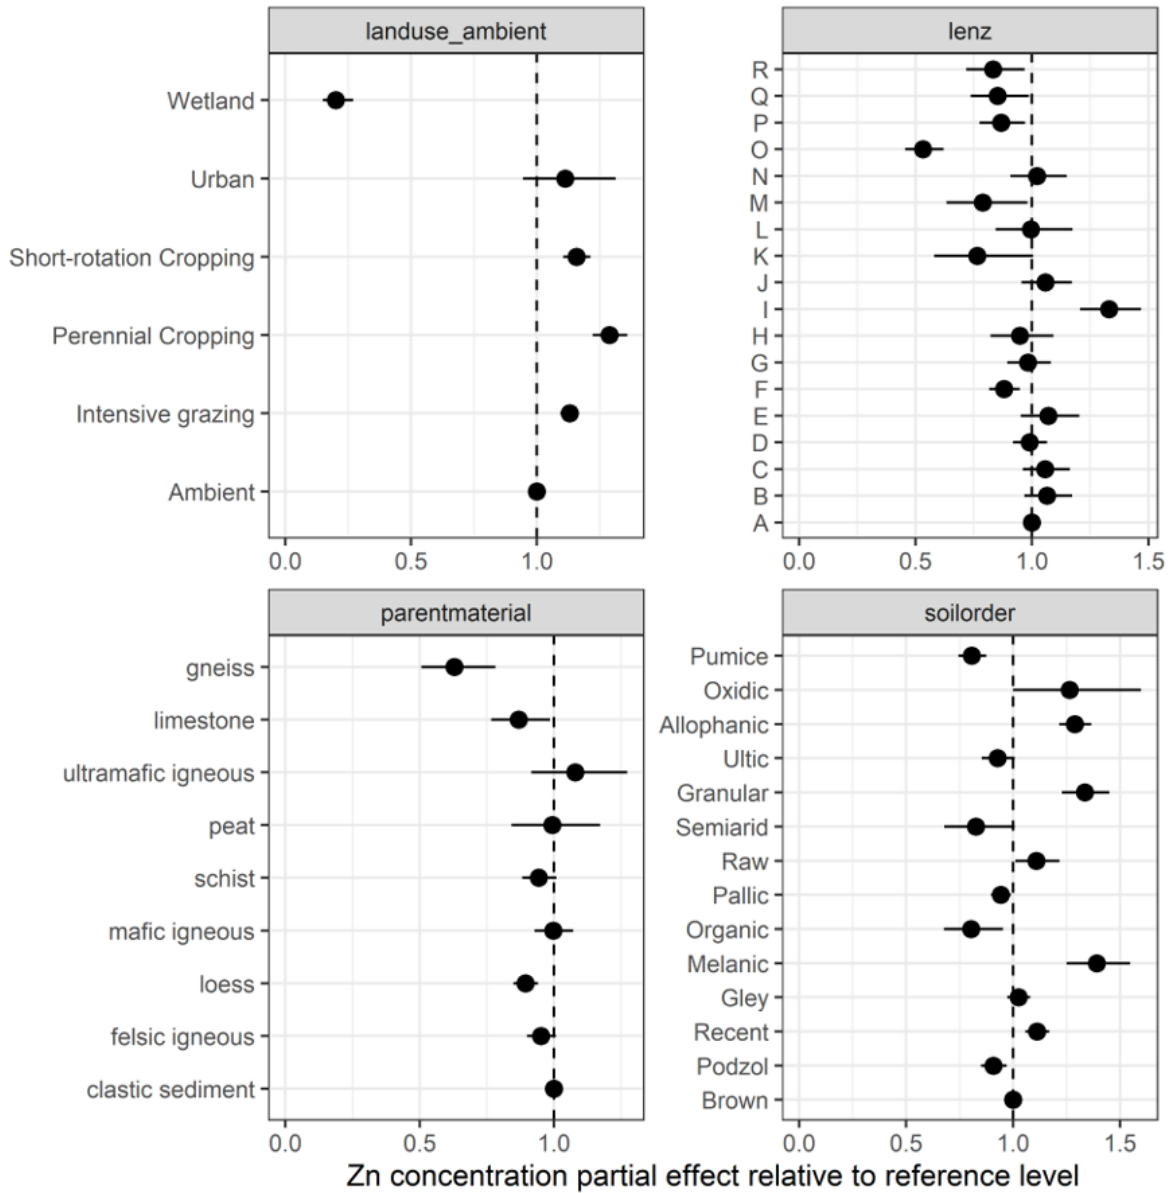 landuse_ambient
Wetland
Urban
Short-rotation Cropping
Perennial Cropping
Intensive grazing
Ambient
0.0 0.5 1.0
lenz
R
Q
P
O
N
M
L
K
J
I
H
G
F
E
D
C
B
A
0.0 0.5 1.0 1.5
parentmaterial
gneiss
limestone
ultramafic igneous
peat
schist
mafic igneous
loess
felsic igneous
clastic sediment
0.0 0.5 1.0
soilorder
Pumice
Oxidic
Allophanic
Ultic
Granular
Semiarid
Raw
Pallic
Organic
Melanic
Gley
Recent
Podzol
Brown
0.0 0.5 1.0 1.5
Zn concentration partial effect relative to reference level